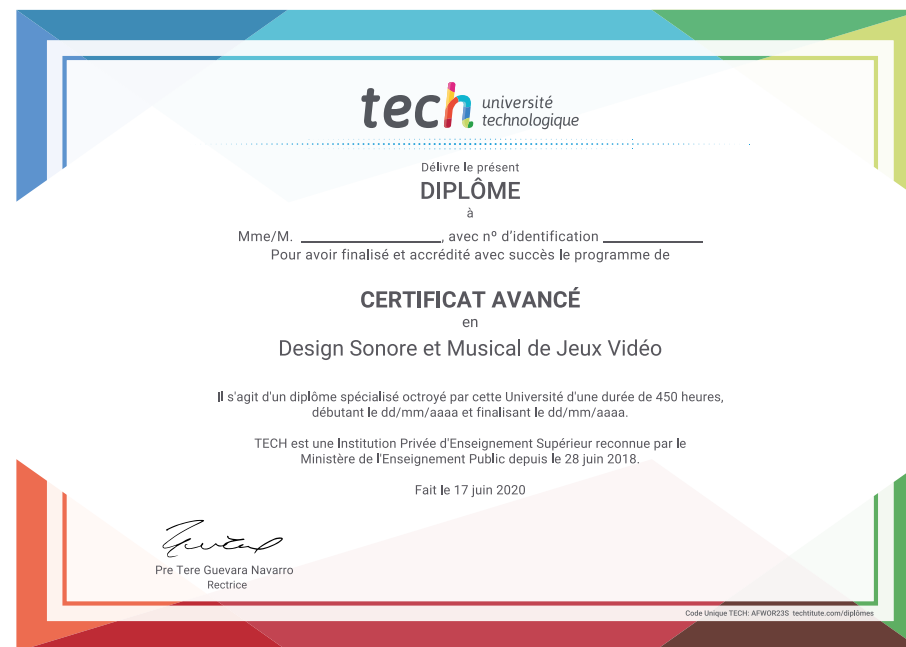 tech université
technologique
Délivre le présent
DIPLÔME
à
Mme/M. ____________________, avec nº d'identification ______________
Pour avoir finalisé et accrédité avec succès le programme de
CERTIFICAT AVANCÉ
en
Design Sonore et Musical de Jeux Vidéo
Il s'agit d'un diplôme spécialisé octroyé par cette Université d'une durée de 450 heures,
débutant le dd/mm/aaaa et finalisant le dd/mm/aaaa.
TECH est une Institution Privée d'Enseignement Supérieur reconnue par le
Ministère de l'Enseignement Public depuis le 28 juin 2018.
Fait le 17 juin 2020
Pre Tere Guevara Navarro
Rectrice
Code Unique TECH: AFWOR23S techtitute.com/diplômes